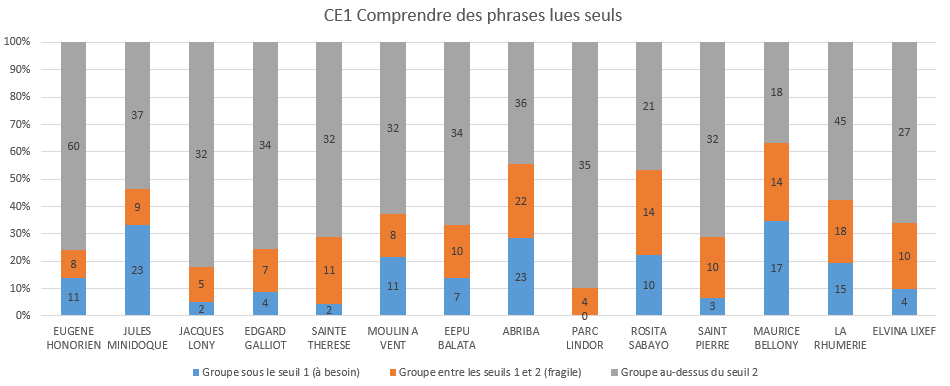 CE1 Comprendre des phrases lues seuls
100%
90%
80%
70%
60%
50%
40%
30%
20%
10%
0%
60 37 32 34 32 32 34 36 35 21 32 18 45 27
8 9 5 7 11 8 10 22 4 14 10 14 18 10
11 23 2 4 2 11 7 23 0 10 3 17 15 4
EUGENE HONORIEN
JULES MINIDOQUE
JACQUES LONY
EDGARD GALLIOT
SAINTE THERESE
MOULIN A VENT
EEPU BALATA
ABRIBA
PARC LINDOR
ROSITA SABAYO
SAINT PIERRE
MAURICE BELLONY
LA RHUMERIE
ELVINA LIXEF
Groupe sous le seuil 1 (à besoin)
Groupe entre les seuils 1 et 2 (fragile)
Groupe au-dessus du seuil 2